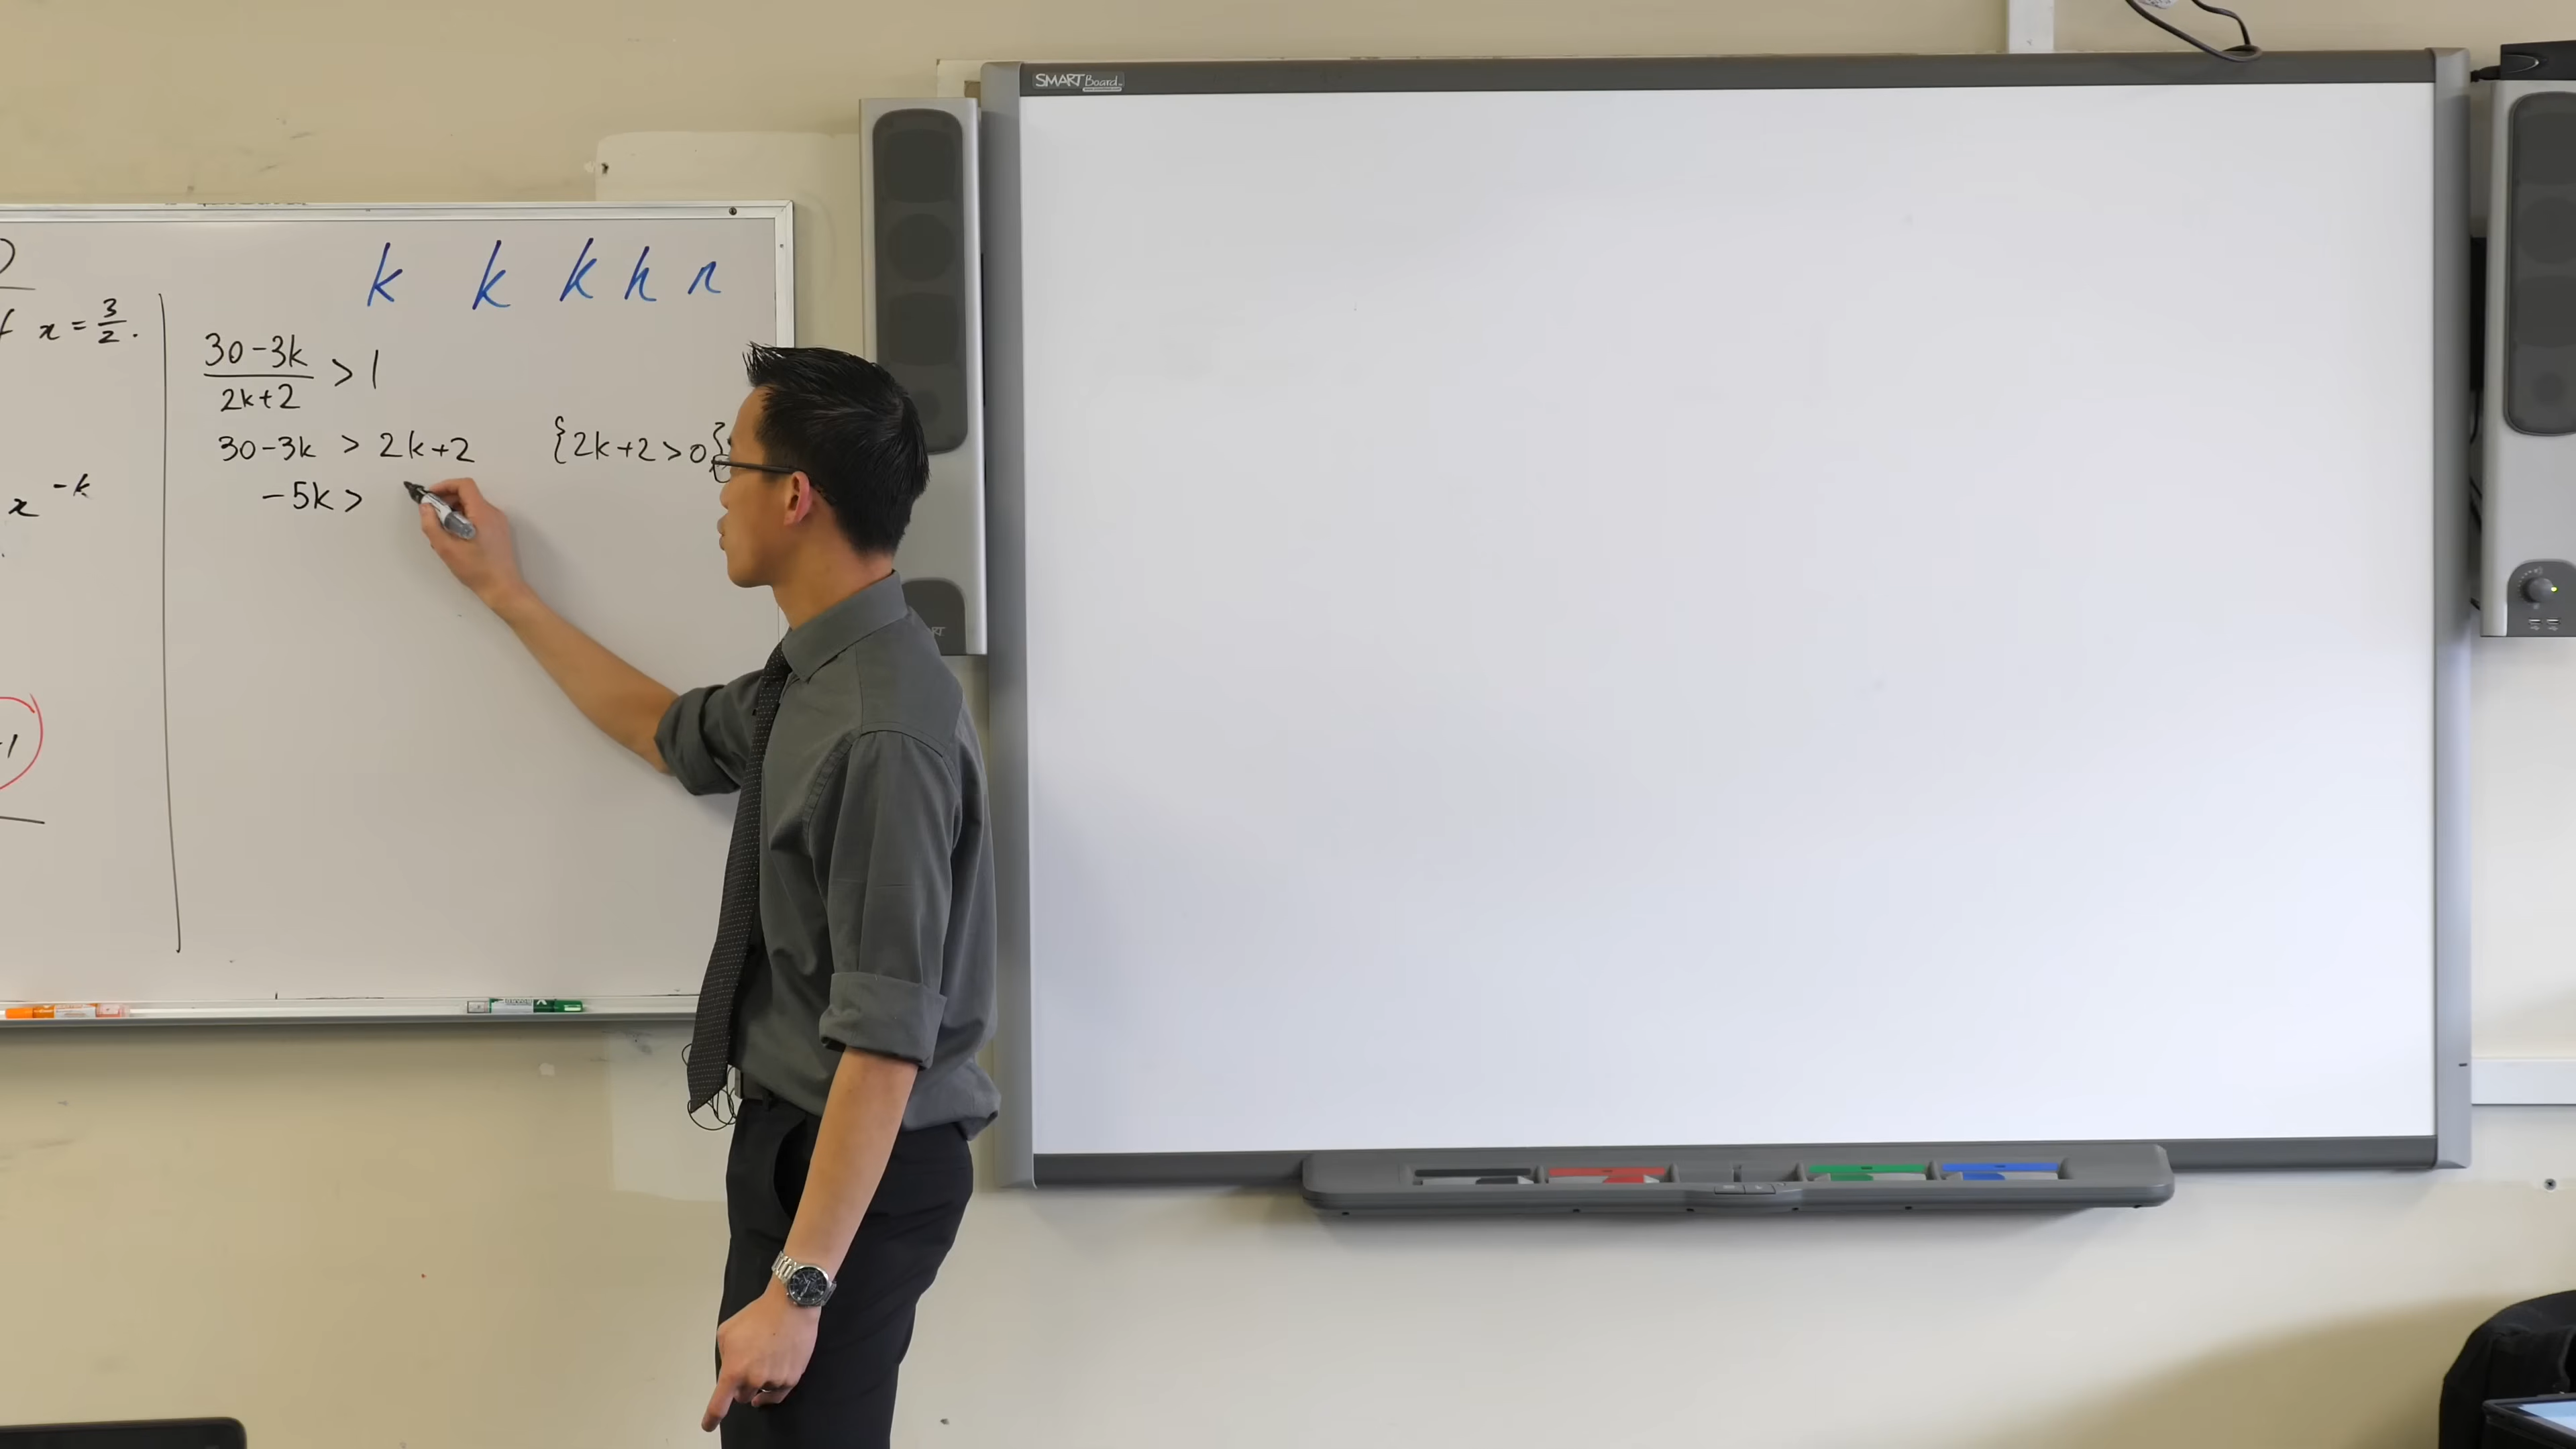 SMART Board
k k k k n
x = 3/2.
(30-3k)/(2k+2) > 1
30-3k > 2k+2 {2k+2>0}
-5k >
x^-k